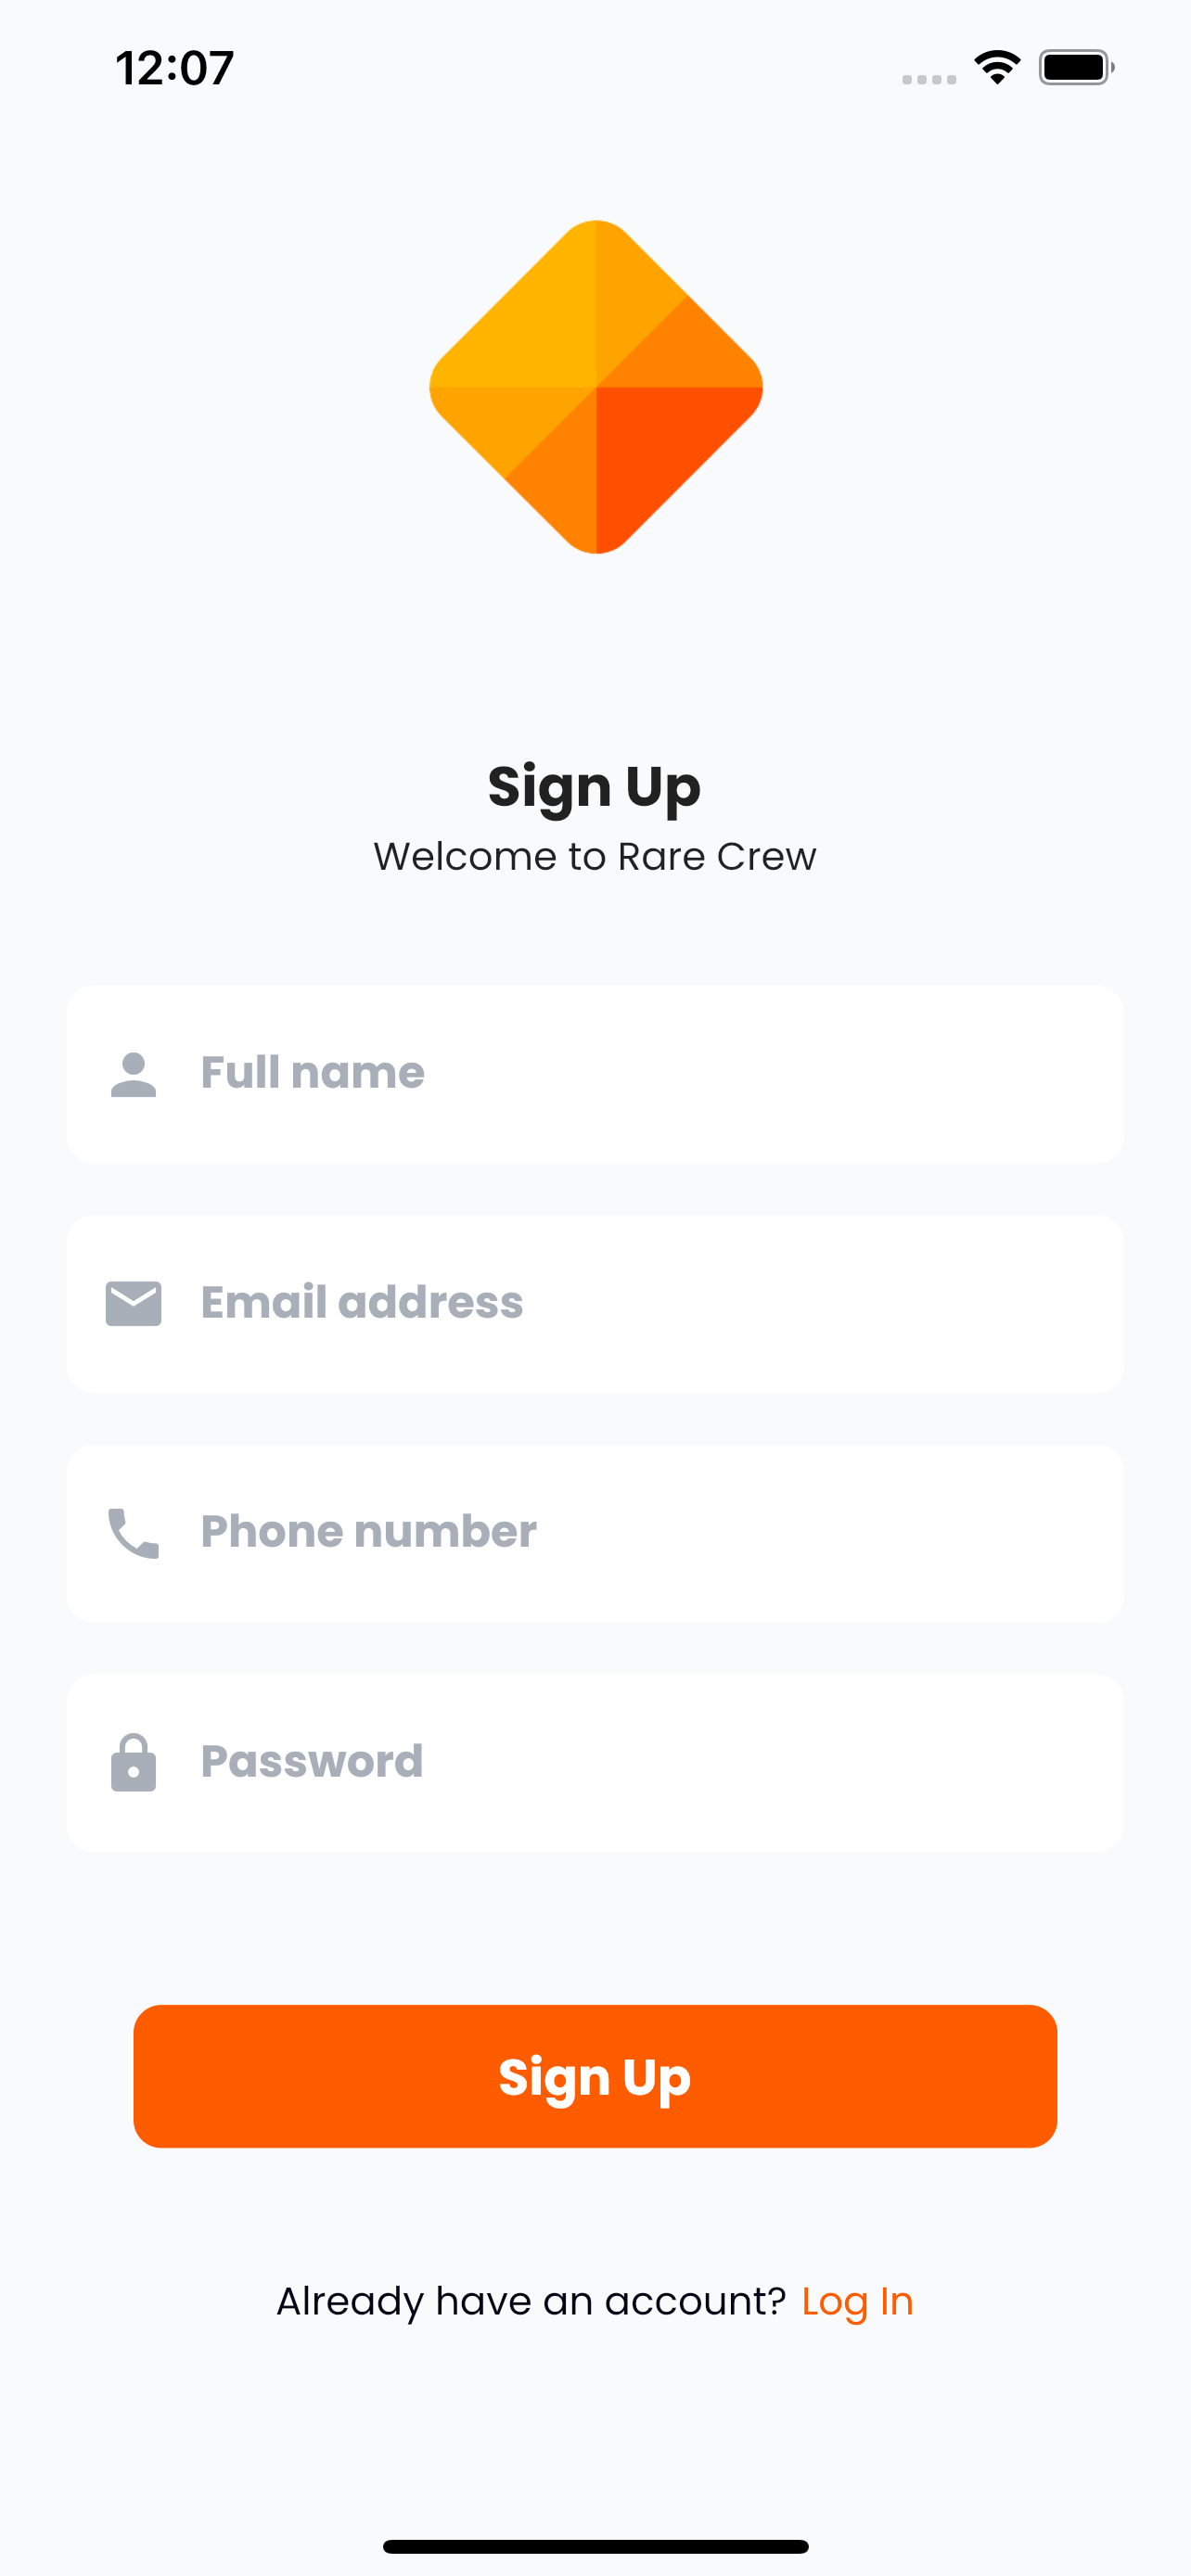 12:07
Sign Up
Welcome to Rare Crew
Full name
Email address
Phone number
Password
Sign Up
Already have an account? Log In